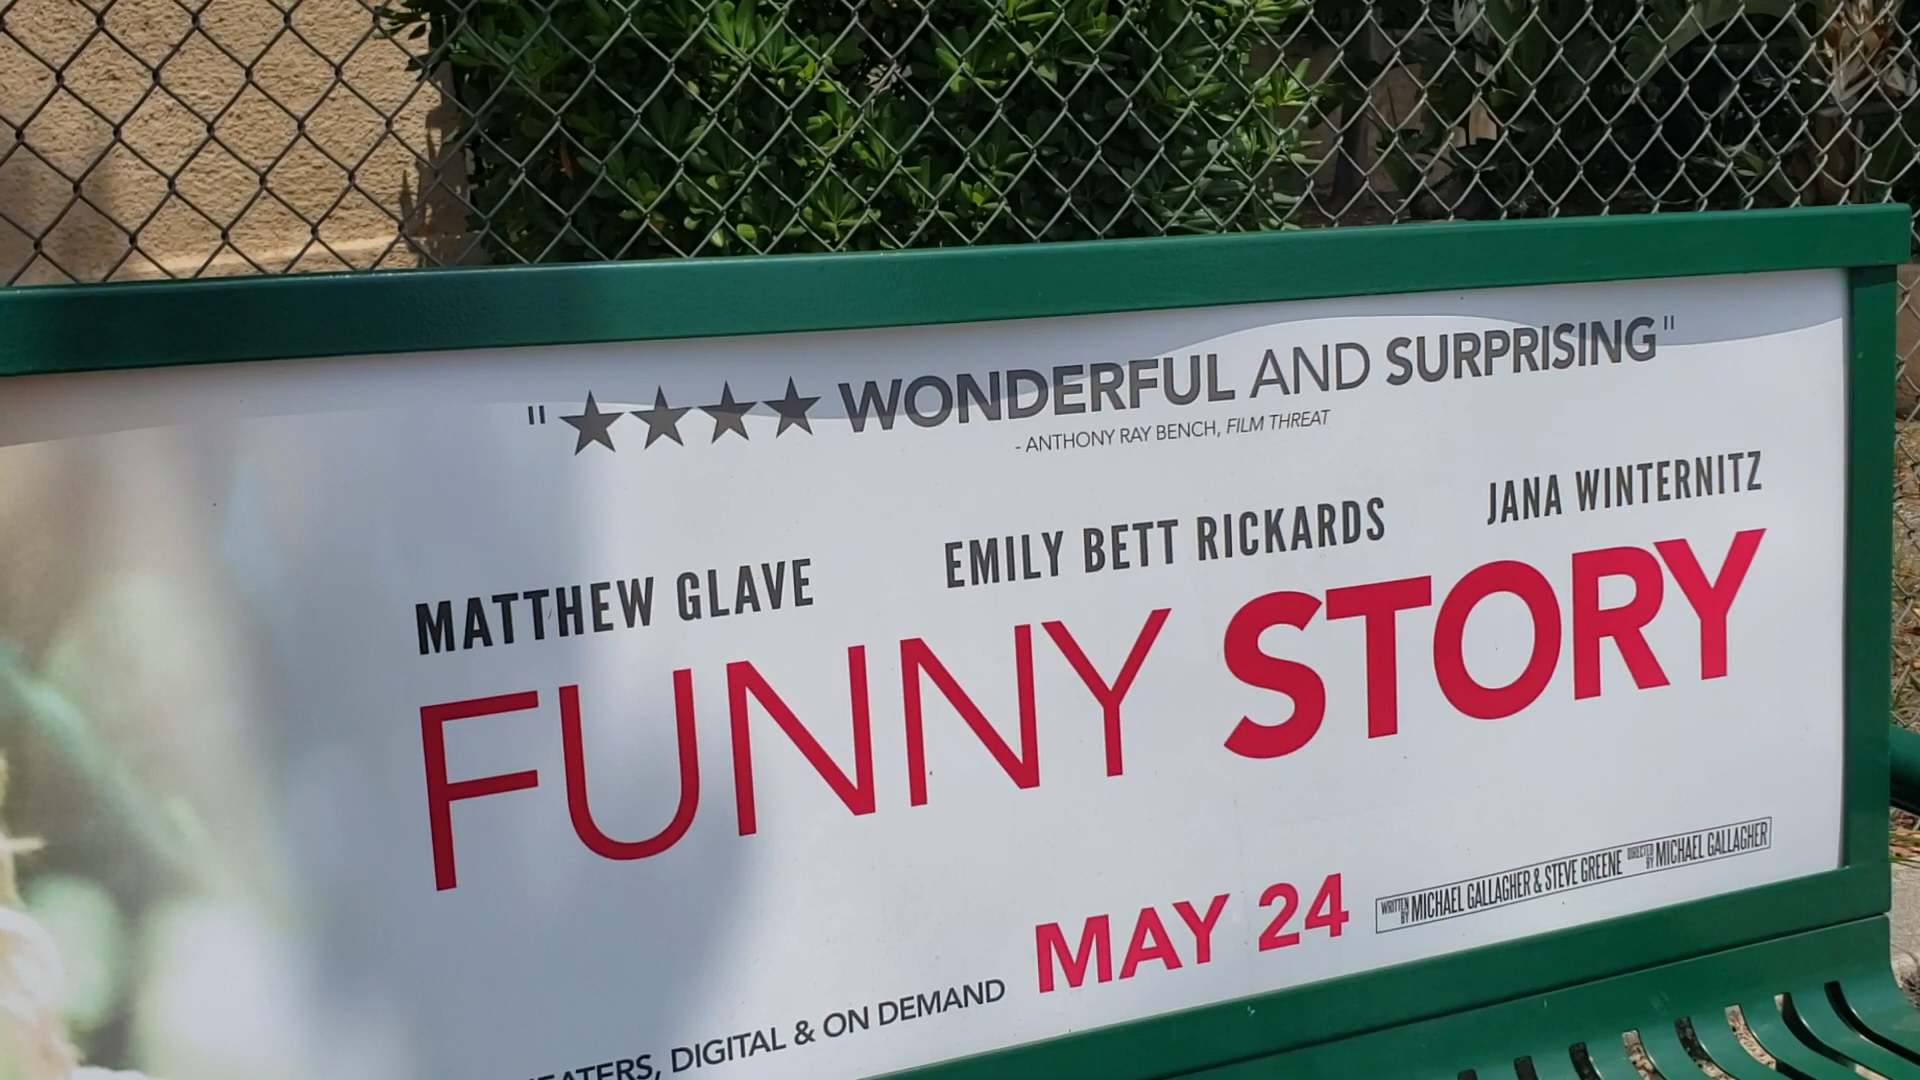 "★★★★ WONDERFUL AND SURPRISING"
- ANTHONY RAY BENCH, FILM THREAT
MATTHEW GLAVE EMILY BETT RICKARDS JANA WINTERNITZ
FUNNY STORY
EATERS, DIGITAL & ON DEMAND MAY 24
WRITTEN BY MICHAEL GALLAGHER & STEVE GREENE DIRECTED BY MICHAEL GALLAGHER